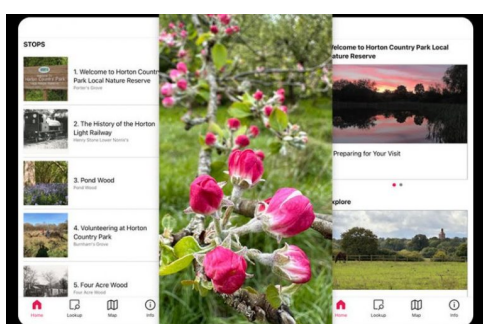 STOPS
1. Welcome to Horton Country
Park Local Nature Reserve
Porter's Grove
2. The History of the Horton
Light Railway
3. Pond Wood
Pond Wood
4. Volunteering at Horton
Country Park
Burnham's Grove
5. Four Acre Wood
Four Acre Wood
Home
Lookup
Map
Info
Welcome to Horton Country Park Local
Nature Reserve
Preparing for Your Visit
xplore
Home
Lookup
Map
Info